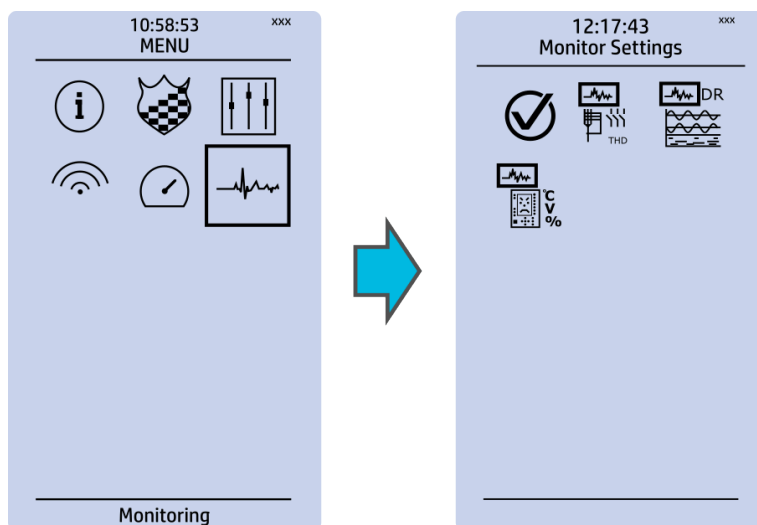 10:58:53
xxx
MENU
i
Monitoring
12:17:43
xxx
Monitor Settings
THD
DR
°C
V
%